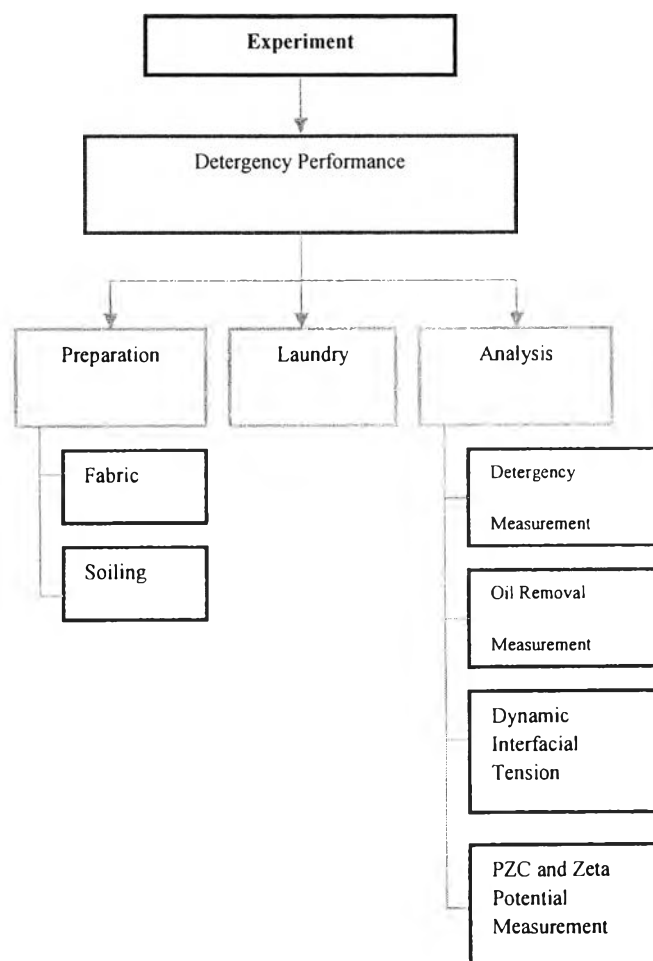 Experiment
Detergency Performance
Preparation
Laundry
Analysis
Fabric
Soiling
Detergency
Measurement
Oil Removal
Measurement
Dynamic
Interfacial
Tension
PZC and Zeta
Potential
Measurement